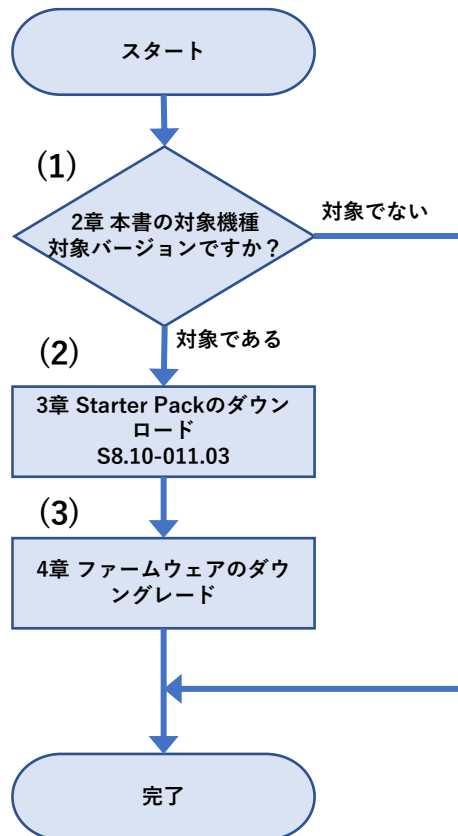 スタート
(1)
2章 本書の対象機種
対象バージョンですか？
対象でない
対象である
(2)
3章 Starter Packのダウン
ロード
S8.10-011.03
(3)
4章 ファームウェアのダウ
ングレード
完了